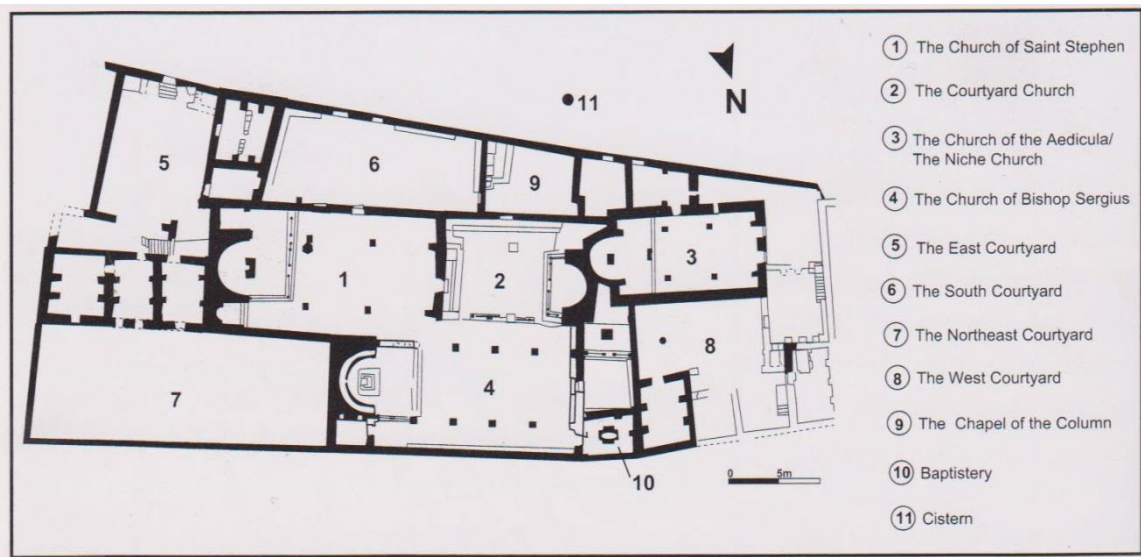 1 The Church of Saint Stephen
2 The Courtyard Church
3 The Church of the Aedicula/
The Niche Church
4 The Church of Bishop Sergius
5 The East Courtyard
6 The South Courtyard
7 The Northeast Courtyard
8 The West Courtyard
9 The Chapel of the Column
10 Baptistery
11 Cistern
11
N
5
6
9
1
2
3
8
4
7
10
0 5m